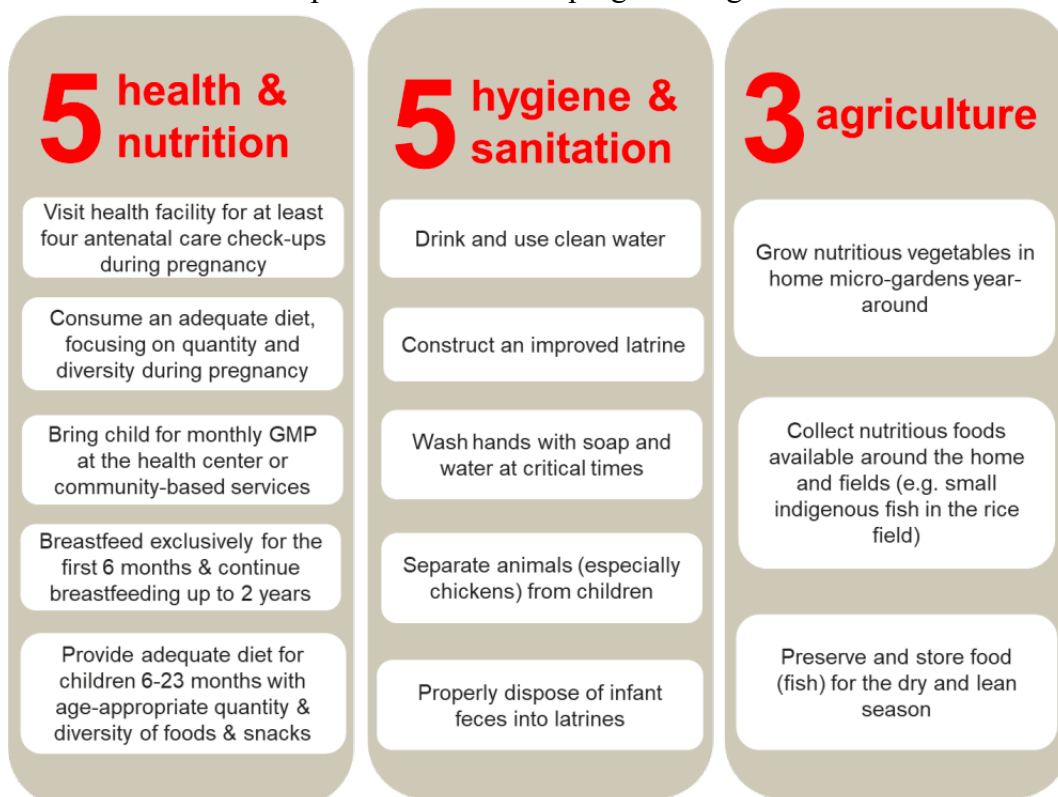 5 health &
nutrition
Visit health facility for at least
four antenatal care check-ups
during pregnancy
Consume an adequate diet,
focusing on quantity and
diversity during pregnancy
Bring child for monthly GMP
at the health center or
community-based services
Breastfeed exclusively for the
first 6 months & continue
breastfeeding up to 2 years
Provide adequate diet for
children 6-23 months with
age-appropriate quantity &
diversity of foods & snacks
5 hygiene &
sanitation
Drink and use clean water
Construct an improved latrine
Wash hands with soap and
water at critical times
Separate animals (especially
chickens) from children
Properly dispose of infant
feces into latrines
3 agriculture
Grow nutritious vegetables in
home micro-gardens year-
around
Collect nutritious foods
available around the home
and fields (e.g. small
indigenous fish in the rice
field)
Preserve and store food
(fish) for the dry and lean
season